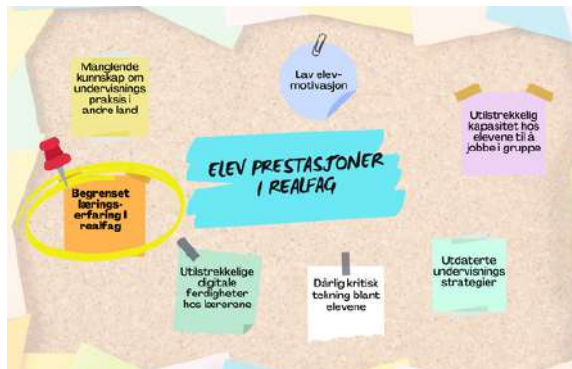 Manglende
kunnskap om
undervisnings
praksis i
andre land
Lav elev-
motivasjon
Utilstrekkelig
kapasitet hos
elevene til å
jobbe i gruppe
ELEV PRESTASJONER
I REALFAG
Begrenset
lærings-
erfaring i
realfag
Utilstrekkelige
digitale
ferdigheter
hos lærerene
Dårlig kritisk
tekning blant
elevene
Utdaterte
undervisnings
strategier